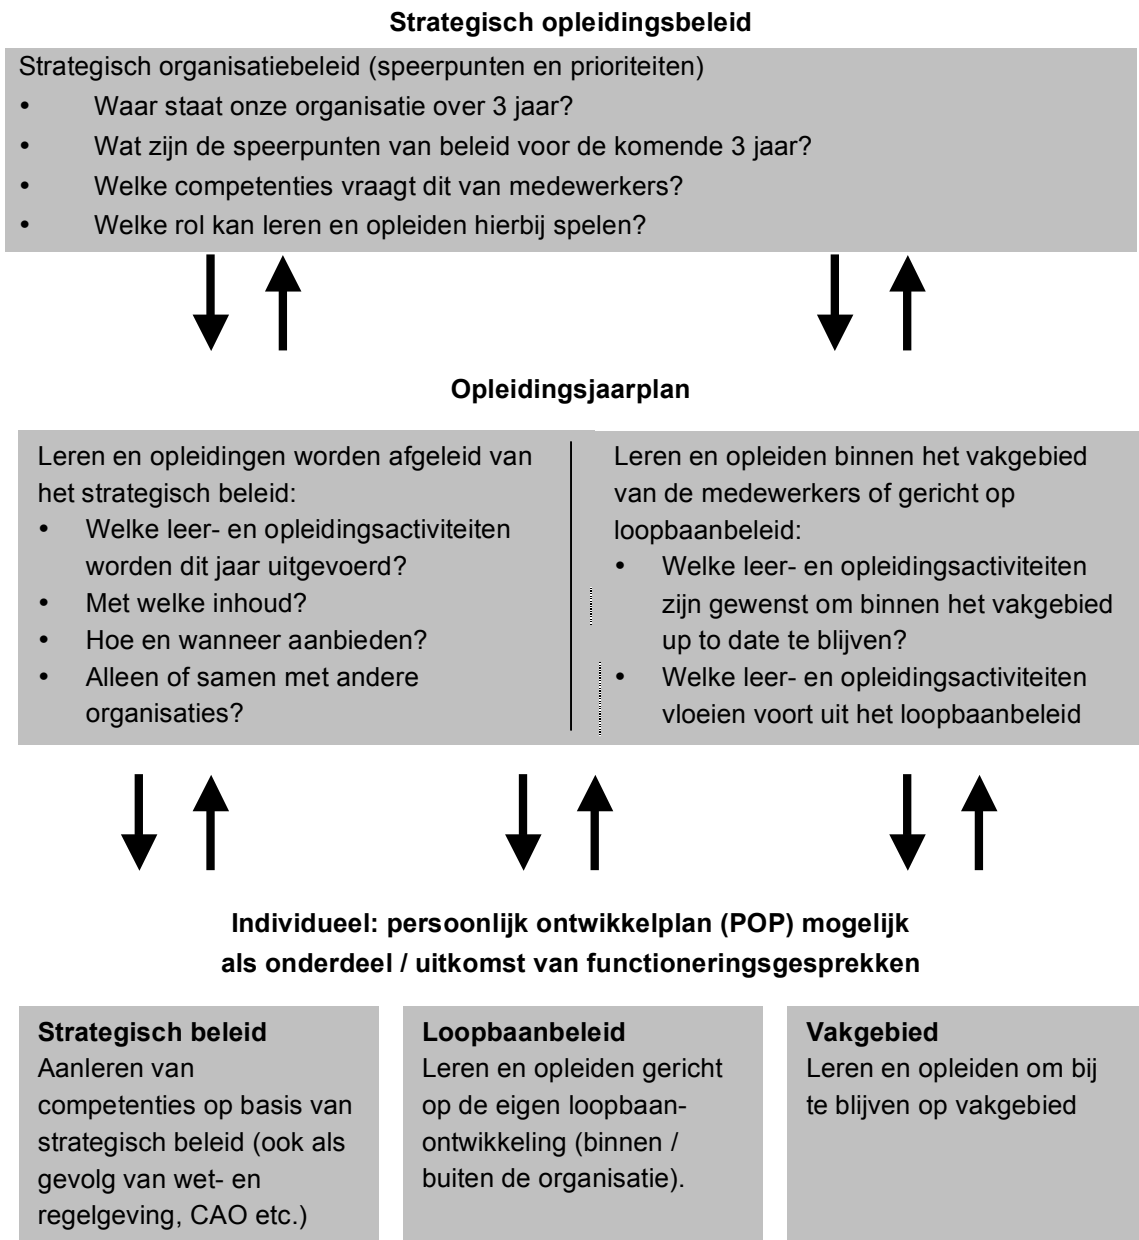 Strategisch opleidingsbeleid
Strategisch organisatiebeleid (speerpunten en prioriteiten)
• Waar staat onze organisatie over 3 jaar?
• Wat zijn de speerpunten van beleid voor de komende 3 jaar?
• Welke competenties vraagt dit van medewerkers?
• Welke rol kan leren en opleiden hierbij spelen?
Opleidingsjaarplan
Leren en opleidingen worden afgeleid van
het strategisch beleid:
• Welke leer- en opleidingsactiviteiten
worden dit jaar uitgevoerd?
• Met welke inhoud?
• Hoe en wanneer aanbieden?
• Alleen of samen met andere
organisaties?
Leren en opleiden binnen het vakgebied
van de medewerkers of gericht op
loopbaanbeleid:
• Welke leer- en opleidingsactiviteiten
zijn gewenst om binnen het vakgebied
up to date te blijven?
• Welke leer- en opleidingsactiviteiten
vloeien voort uit het loopbaanbeleid
Individueel: persoonlijk ontwikkelplan (POP) mogelijk
als onderdeel / uitkomst van functioneringsgesprekken
Strategisch beleid
Aanleren van
competenties op basis van
strategisch beleid (ook als
gevolg van wet- en
regelgeving, CAO etc.)
Loopbaanbeleid
Leren en opleiden gericht
op de eigen loopbaan-
ontwikkeling (binnen /
buiten de organisatie).
Vakgebied
Leren en opleiden om bij
te blijven op vakgebied